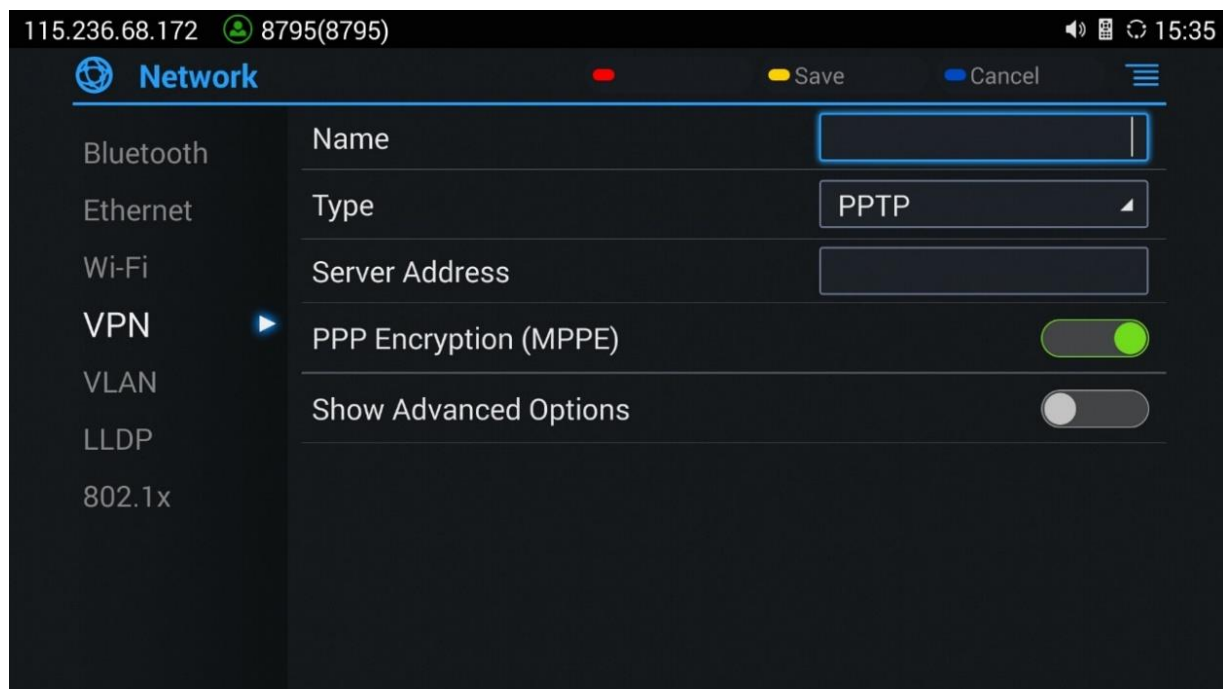 115.236.68.172 8795(8795) 15:35
Network Save Cancel
Bluetooth
Ethernet
Wi-Fi
VPN
VLAN
LLDP
802.1x
Name
Type PPTP
Server Address
PPP Encryption (MPPE)
Show Advanced Options